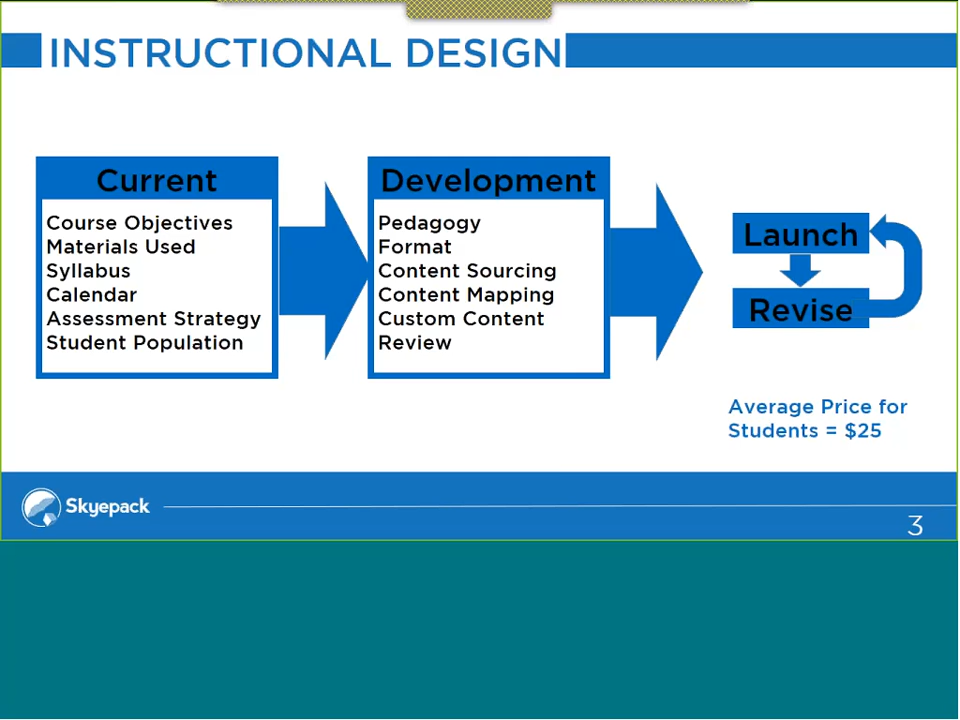 INSTRUCTIONAL DESIGN
Current
Course Objectives
Materials Used
Syllabus
Calendar
Assessment Strategy
Student Population
Development
Pedagogy
Format
Content Sourcing
Content Mapping
Custom Content
Review
Launch
Revise
Average Price for
Students = $25
Skyepack
3